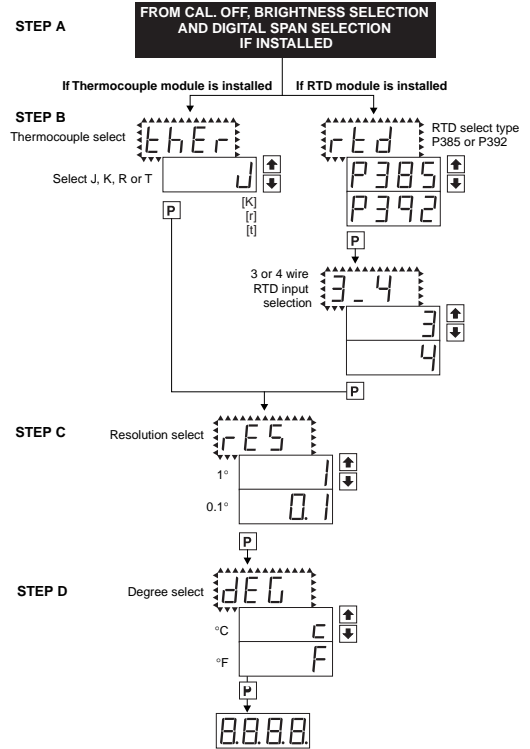 STEP A
FROM CAL. OFF, BRIGHTNESS SELECTION
AND DIGITAL SPAN SELECTION
IF INSTALLED
If Thermocouple module is installed
If RTD module is installed
STEP B
Thermocouple select
thEr
Select J, K, R or T
J
[K]
[r]
[t]
P
rtd
RTD select type
P385 or P392
P385
P392
P
3 or 4 wire
RTD input
selection
3_4
3
4
P
STEP C
Resolution select
rES
1°
1
0.1°
0.1
P
STEP D
Degree select
dEG
°C
c
°F
F
P
8.8.8.8.